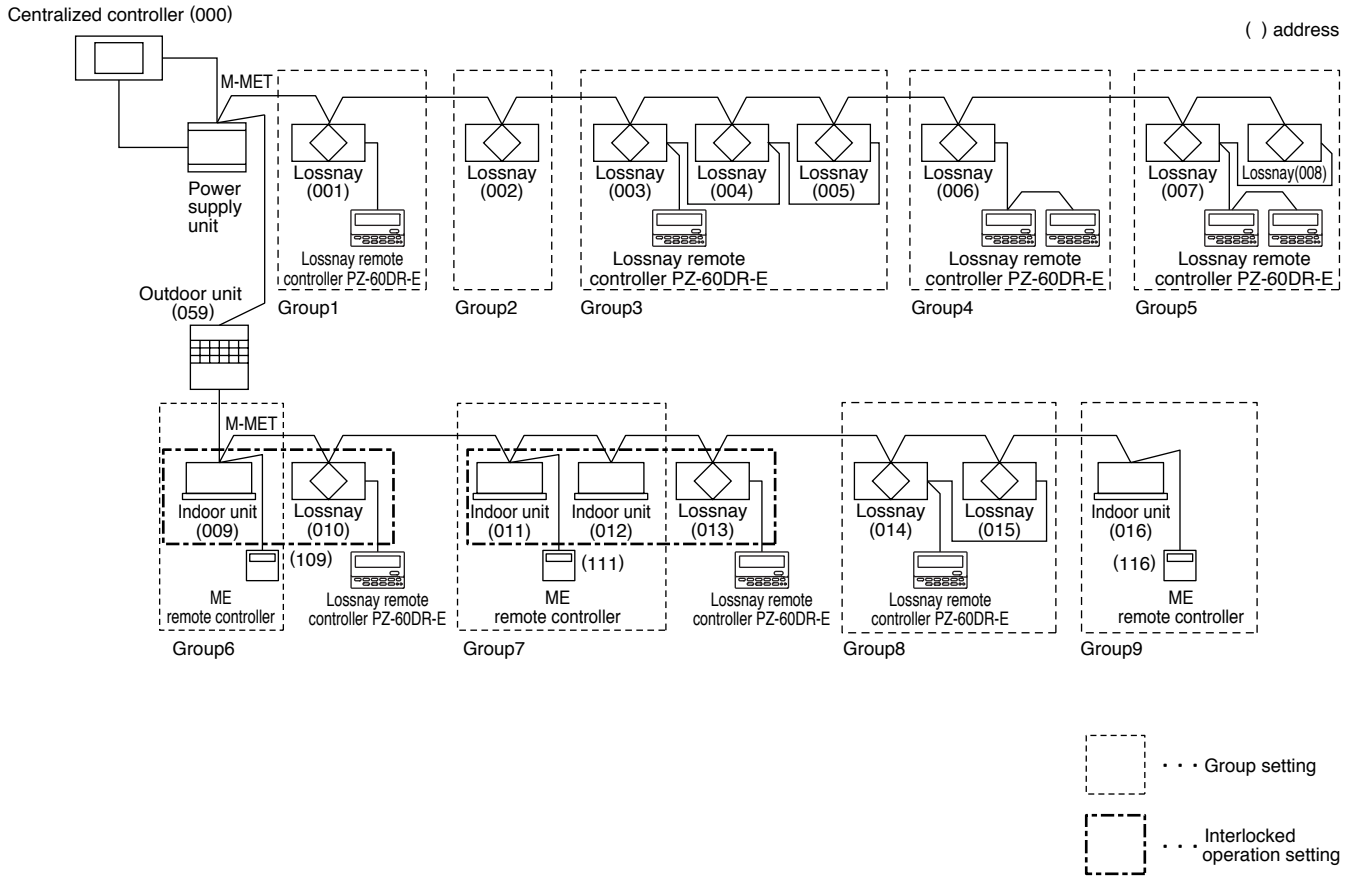 Centralized controller (000)
( ) address
M-MET
Power
supply
unit
Lossnay
(001)
Lossnay remote
controller PZ-60DR-E
Group1
Lossnay
(002)
Group2
Lossnay
(003)
Lossnay
(004)
Lossnay
(005)
Lossnay remote
controller PZ-60DR-E
Group3
Lossnay
(006)
Lossnay remote
controller PZ-60DR-E
Group4
Lossnay
(007)
Lossnay(008)
Lossnay remote
controller PZ-60DR-E
Group5
Outdoor unit
(059)
M-MET
Indoor unit
(009)
Lossnay
(010)
(109)
ME
remote controller
Lossnay remote
controller PZ-60DR-E
Group6
Indoor unit
(011)
Indoor unit
(012)
Lossnay
(013)
(111)
ME
remote controller
Lossnay remote
controller PZ-60DR-E
Group7
Lossnay
(014)
Lossnay
(015)
Lossnay remote
controller PZ-60DR-E
Group8
Indoor unit
(016)
(116)
ME
remote controller
Group9
· · · Group setting
· · · Interlocked
operation setting